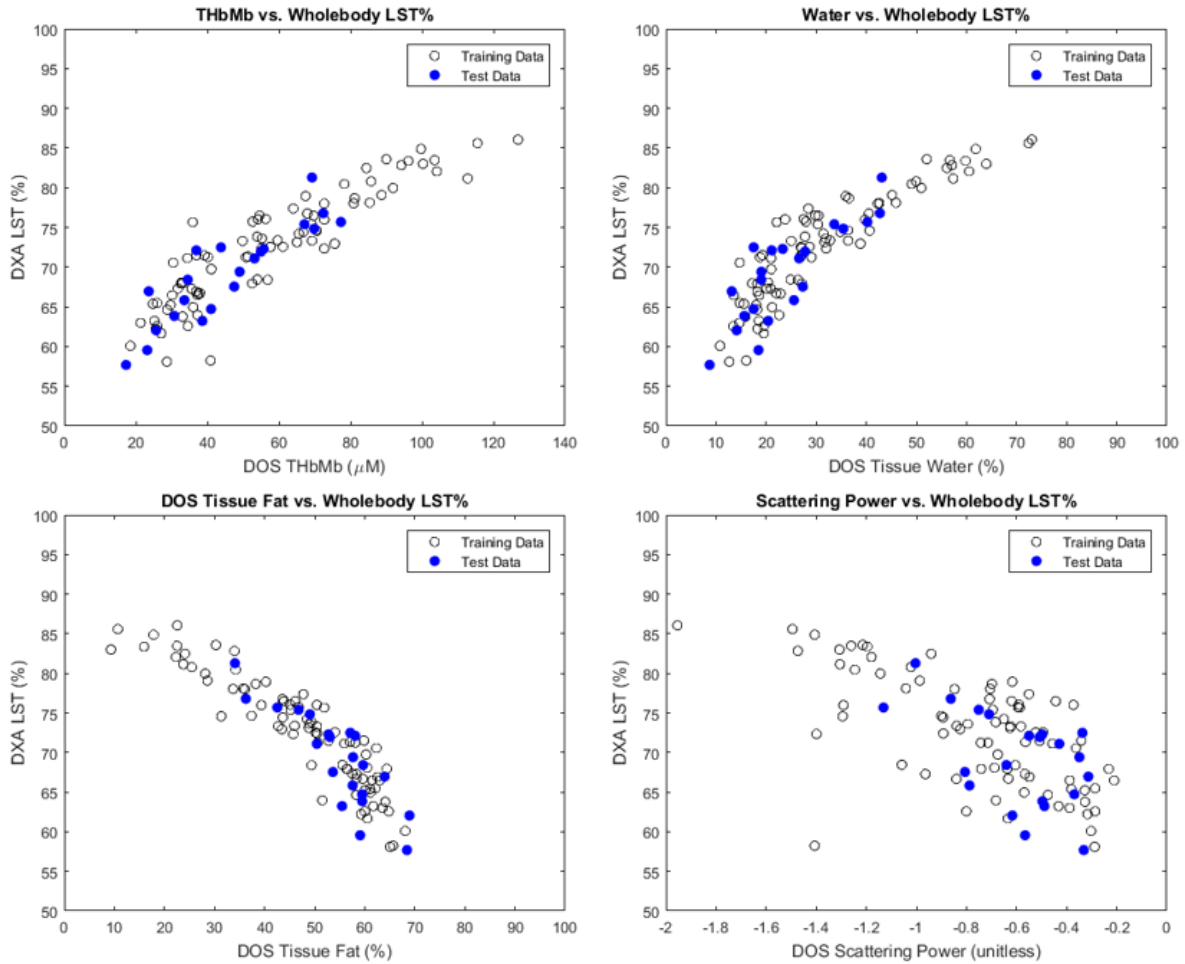 THbMb vs. Wholebody LST%
100
95
90
85
80
75
70
65
60
55
50
DXA LST (%)
Training Data
Test Data
0 20 40 60 80 100 120 140
DOS THbMb (μM)
Water vs. Wholebody LST%
100
95
90
85
80
75
70
65
60
55
50
DXA LST (%)
Training Data
Test Data
0 10 20 30 40 50 60 70 80 90 100
DOS Tissue Water (%)
DOS Tissue Fat vs. Wholebody LST%
100
95
90
85
80
75
70
65
60
55
50
DXA LST (%)
Training Data
Test Data
0 10 20 30 40 50 60 70 80 90 100
DOS Tissue Fat (%)
Scattering Power vs. Wholebody LST%
100
95
90
85
80
75
70
65
60
55
50
DXA LST (%)
Training Data
Test Data
-2 -1.8 -1.6 -1.4 -1.2 -1 -0.8 -0.6 -0.4 -0.2 0
DOS Scattering Power (unitless)